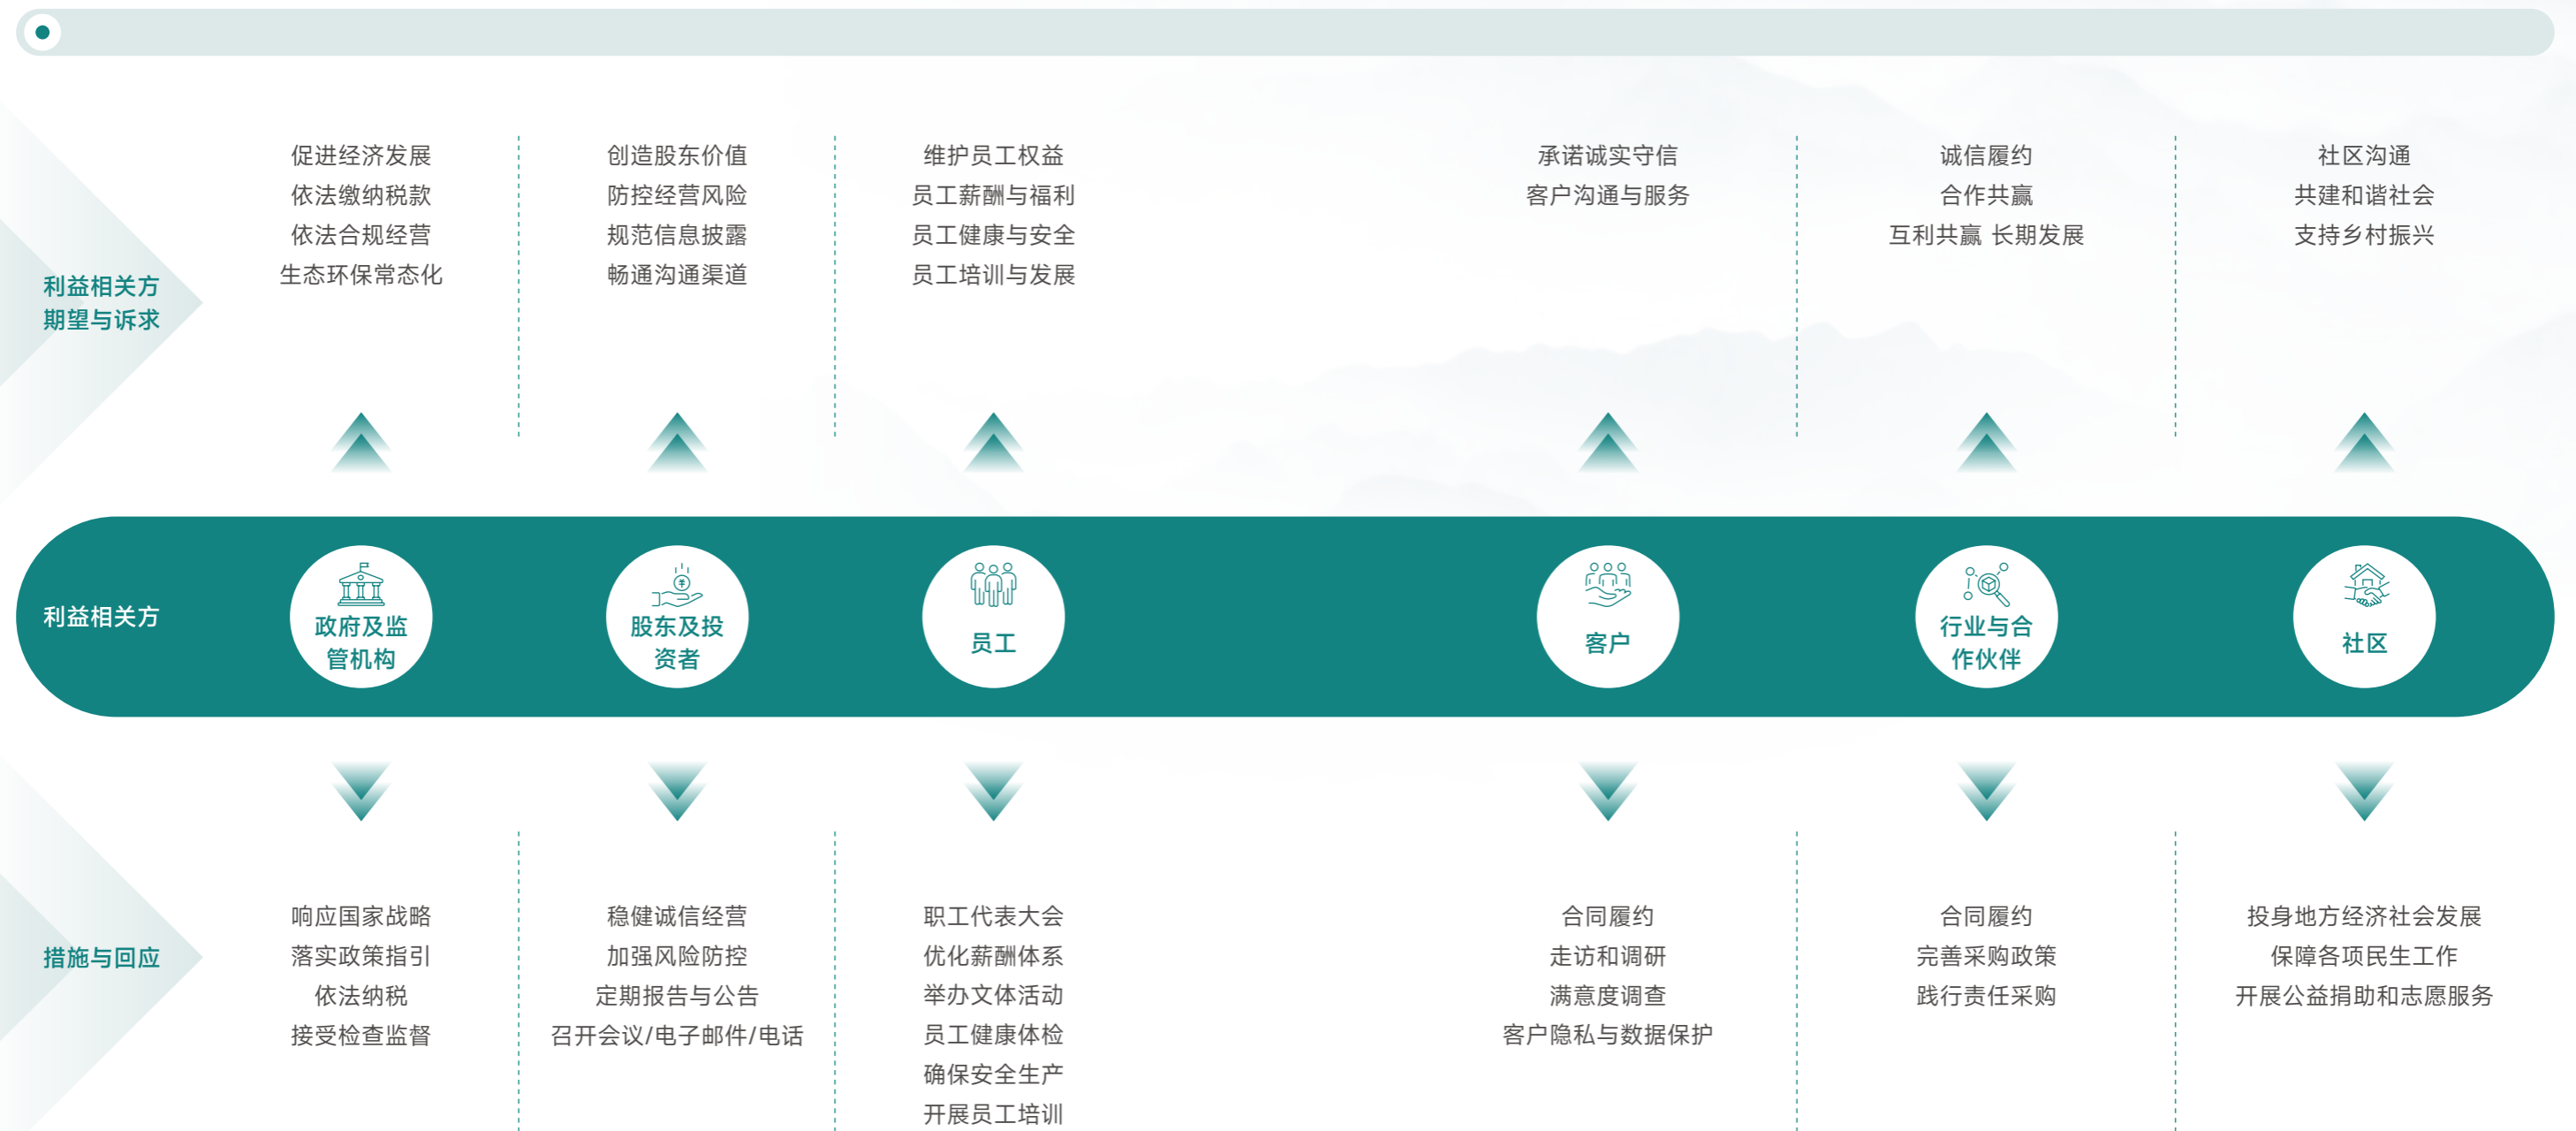 利益相关方
期望与诉求
促进经济发展
依法缴纳税款
依法合规经营
生态环保常态化
创造股东价值
防控经营风险
规范信息披露
畅通沟通渠道
维护员工权益
员工薪酬与福利
员工健康与安全
员工培训与发展
承诺诚实守信
客户沟通与服务
诚信履约
合作共赢
互利共赢 长期发展
社区沟通
共建和谐社会
支持乡村振兴
利益相关方
政府及监
管机构
股东及投
资者
员工
客户
行业与合
作伙伴
社区
措施与回应
响应国家战略
落实政策指引
依法纳税
接受检查监督
稳健诚信经营
加强风险防控
定期报告与公告
召开会议/电子邮件/电话
职工代表大会
优化薪酬体系
举办文体活动
员工健康体检
确保安全生产
开展员工培训
合同履约
走访和调研
满意度调查
客户隐私与数据保护
合同履约
完善采购政策
践行责任采购
投身地方经济社会发展
保障各项民生工作
开展公益捐助和志愿服务